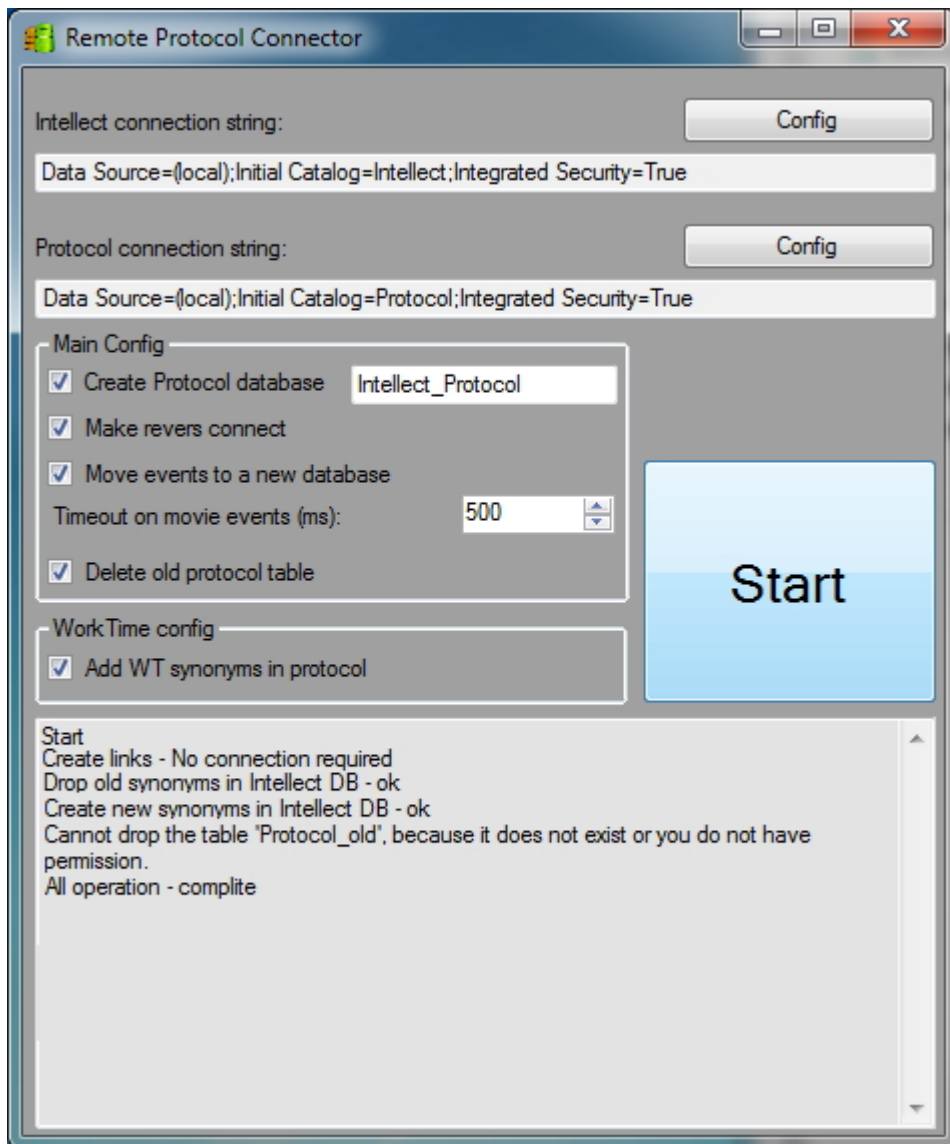 Remote Protocol Connector
Intellect connection string:
Config
Data Source=(local);Initial Catalog=Intellect;Integrated Security=True
Protocol connection string:
Config
Data Source=(local);Initial Catalog=Protocol;Integrated Security=True
Main Config
Create Protocol database
Intellect_Protocol
Make revers connect
Move events to a new database
Timeout on movie events (ms):
500
Delete old protocol table
Start
WorkTime config
Add WT synonyms in protocol
Start
Create links - No connection required
Drop old synonyms in Intellect DB - ok
Create new synonyms in Intellect DB - ok
Cannot drop the table 'Protocol_old', because it does not exist or you do not have
permission.
All operation - complite